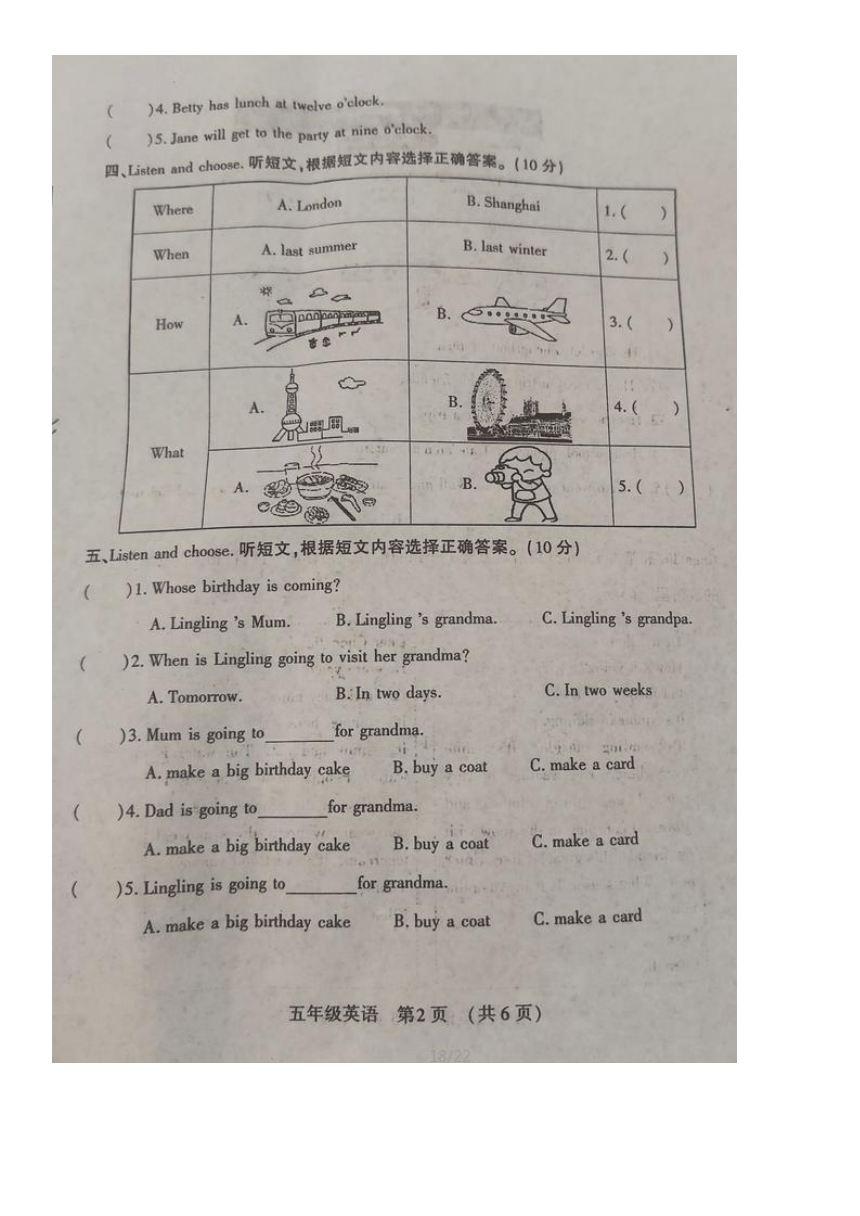 (   )4. Betty has lunch at twelve o'clock.
(   )5. Jane will get to the party at nine o'clock.
四、Listen and choose. 听短文,根据短文内容选择正确答案。(10分)
Where A. London B. Shanghai 1. (   )
When A. last summer B. last winter 2. (   )
How A. B. 3. (   )
A. B. 4. (   )
What
A. B. 5. (   )
五、Listen and choose. 听短文,根据短文内容选择正确答案。(10分)
(   )1. Whose birthday is coming?
A. Lingling 's Mum. B. Lingling 's grandma. C. Lingling 's grandpa.
(   )2. When is Lingling going to visit her grandma?
A. Tomorrow. B. In two days. C. In two weeks
(   )3. Mum is going to_______for grandma.
A. make a big birthday cake B. buy a coat C. make a card
(   )4. Dad is going to_______for grandma.
A. make a big birthday cake B. buy a coat C. make a card
(   )5. Lingling is going to_______for grandma.
A. make a big birthday cake B. buy a coat C. make a card
五年级英语 第2页 (共6页)
18/22